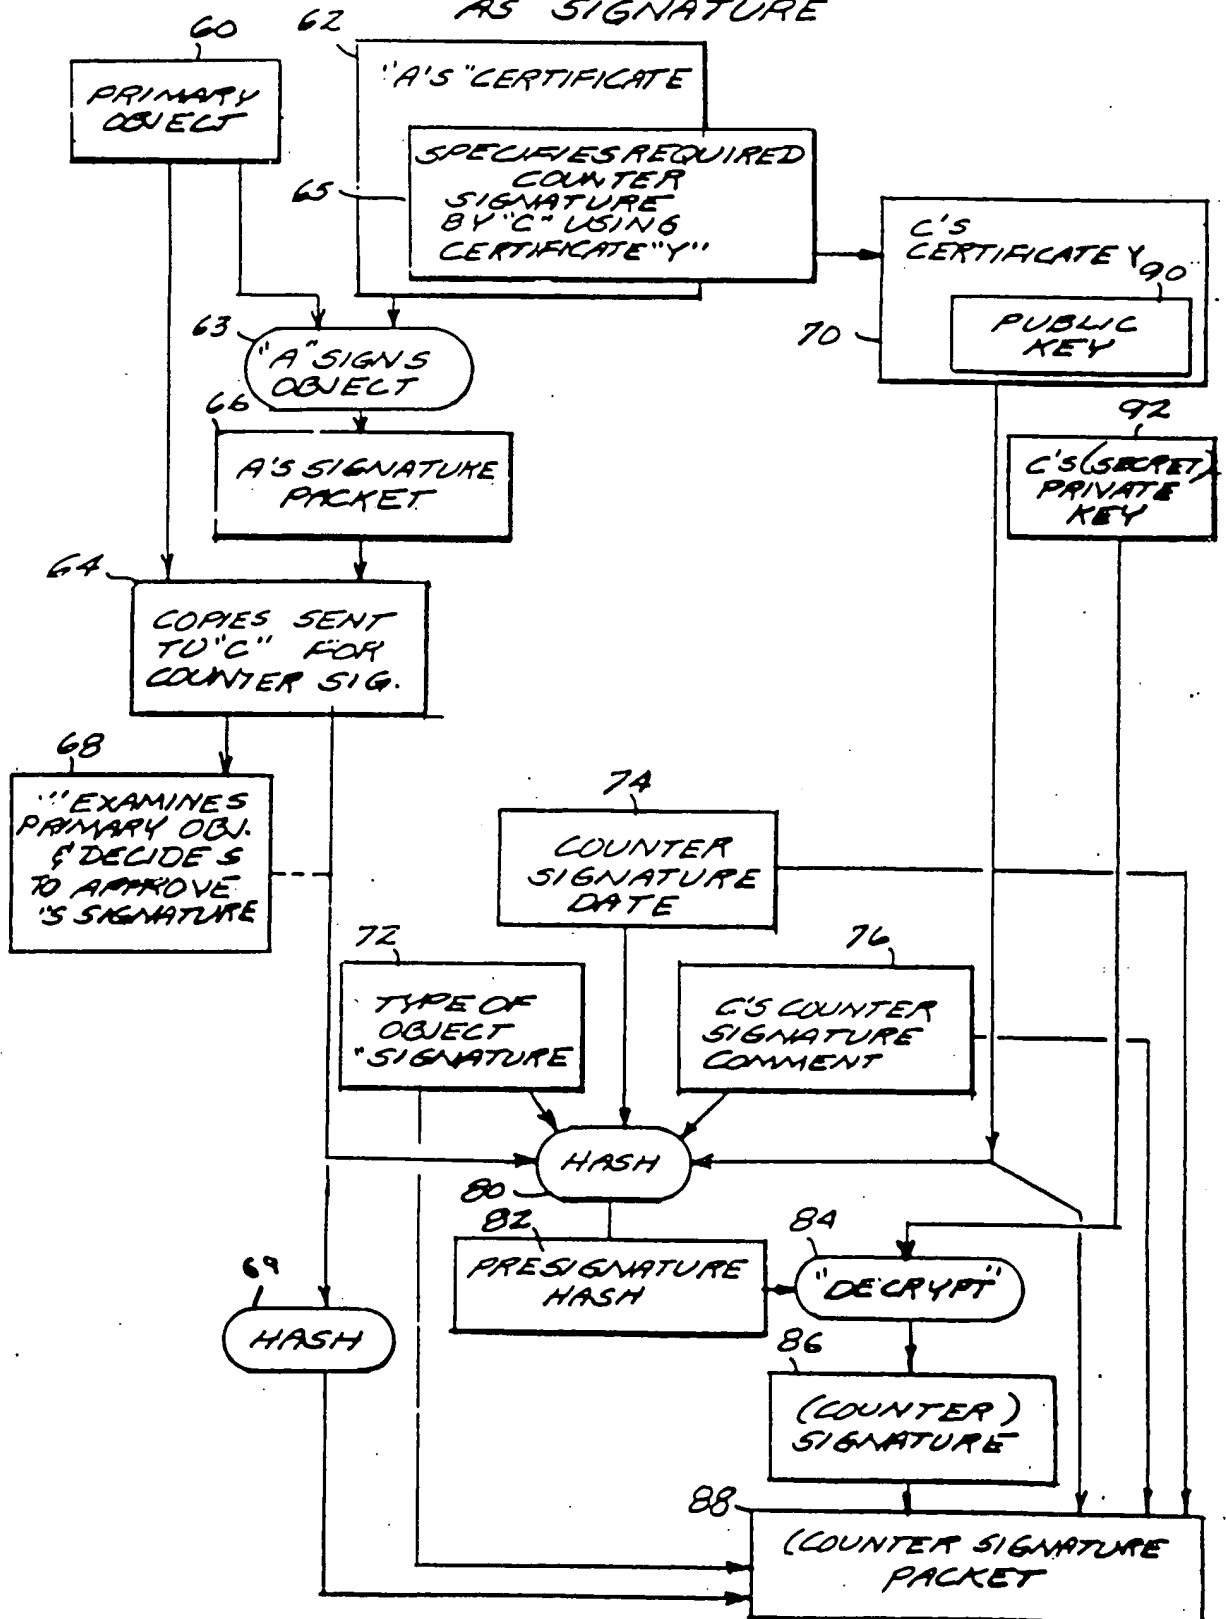 AS SIGNATURE
60
62
PRIMARY
OBJECT
"A'S" CERTIFICATE
65
SPECIFIES REQUIRED
COUNTER
SIGNATURE
BY "C" USING
CERTIFICATE "Y"
C'S
CERTIFICATE Y
90
70
PUBLIC
KEY
63
"A" SIGNS
OBJECT
66
A'S SIGNATURE
PACKET
92
C'S (SECRET)
PRIVATE
KEY
64
COPIES SENT
TO "C" FOR
COUNTER SIG.
68
"'EXAMINES
PRIMARY OBJ.
& DECIDES
TO APPROVE
'S SIGNATURE
74
COUNTER
SIGNATURE
DATE
72
TYPE OF
OBJECT
"SIGNATURE
76
C'S COUNTER
SIGNATURE
COMMENT
HASH
80
82
PRESIGNATURE
HASH
84
"DECRYPT"
69
HASH
86
(COUNTER)
SIGNATURE
88
(COUNTER SIGNATURE
PACKET